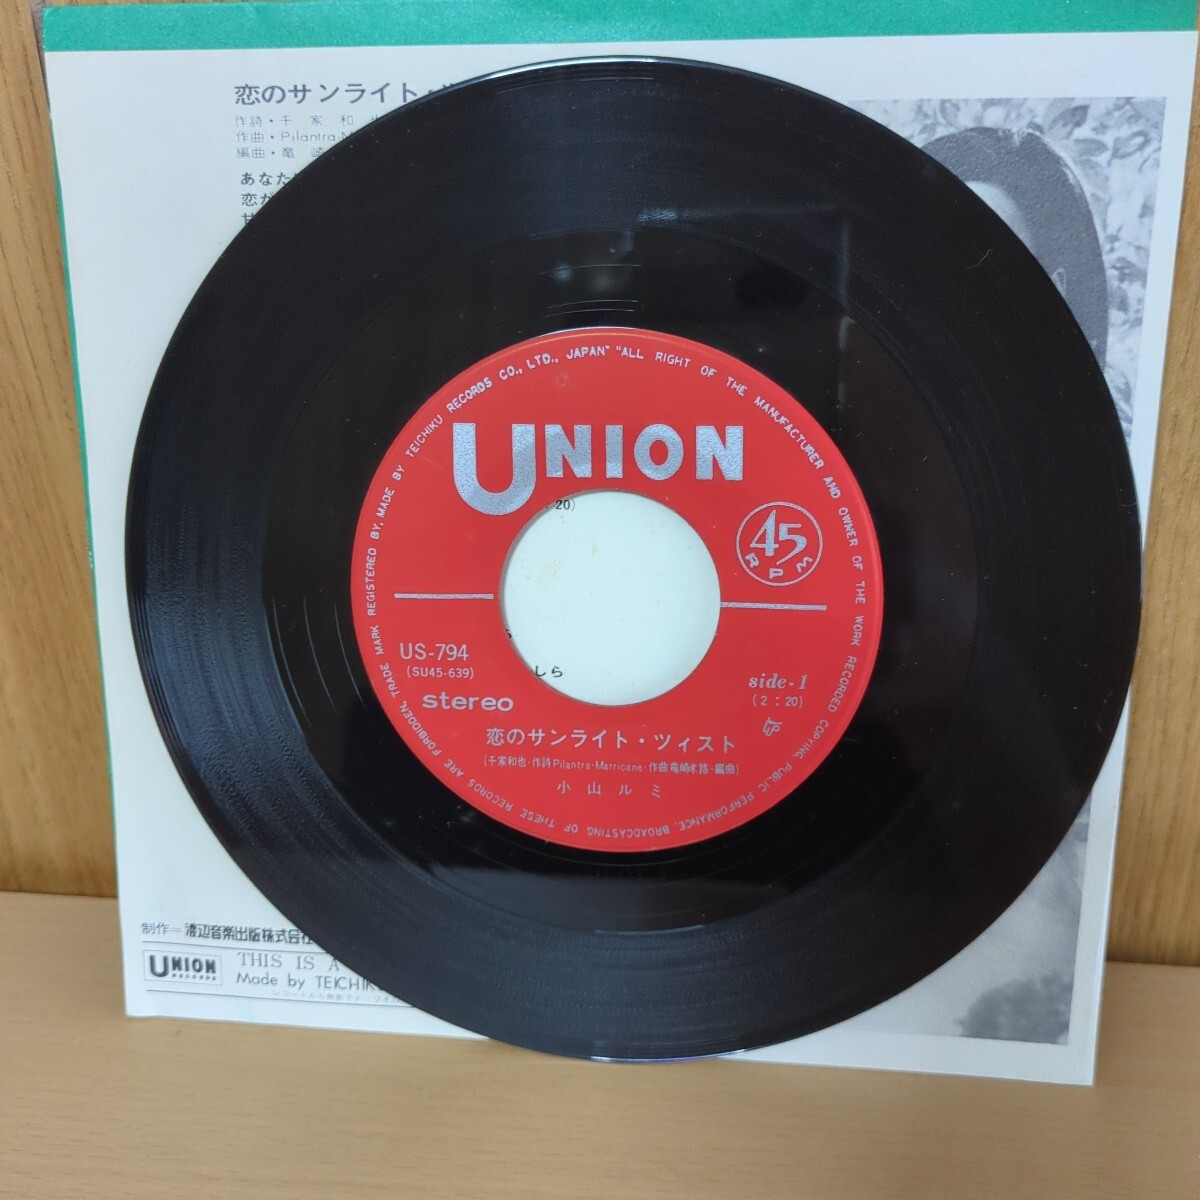 恋のサンライト・ツ
作詩・千家和也
作曲・Pilantra-M
編曲・竜崎
あなた
恋が
甘
TRADE MARK REGISTERED BY, MADE BY TEICHIKU RECORDS CO., LTD., JAPAN" "ALL RIGHT OF THE MANUFACTURER AND OWNER OF THE WORK RECORDED COPYING, PUBLIC PERFORMANCE, BROADCASTING OF THESE RECORDS ARE FORBIDDEN,
UNION
: 20)
45
RPM
US-794
(SU45-639)
stereo
しら
side-1
(2:20)
恋のサンライト・ツィスト
(千家和也・作詩 Pilantra-Marricane・作曲 竜崎孝路・編曲)
小山ルミ
制作=渡辺音楽出版株式会社
UNION
RECORDS
THIS IS A
Made by TEICHIK